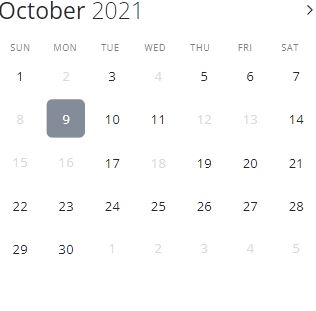 October 2021
SUN MON TUE WED THU FRI SAT
1 2 3 4 5 6 7
8 9 10 11 12 13 14
15 16 17 18 19 20 21
22 23 24 25 26 27 28
29 30 1 2 3 4 5